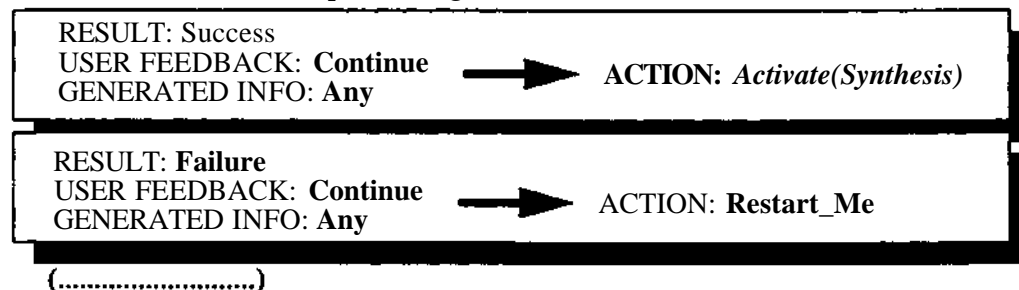 RESULT: Success
USER FEEDBACK: Continue
GENERATED INFO: Any
ACTION: Activate(Synthesis)
RESULT: Failure
USER FEEDBACK: Continue
GENERATED INFO: Any
ACTION: Restart_Me
(............................)